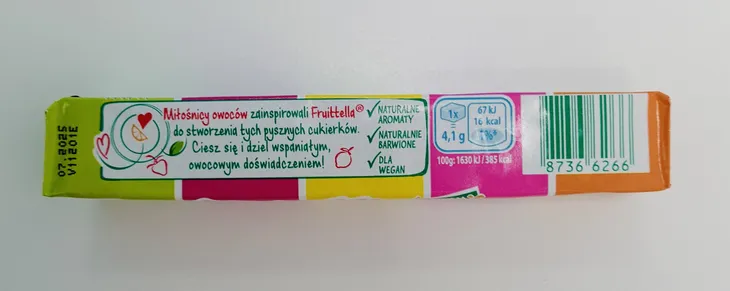 07.2025
V11201E
Miłośnicy owoców zainspirowali Fruittella®
do stworzenia tych pysznych cukierków.
Ciesz się i dziel wspaniałym,
owocowym doświadczeniem!
✓ NATURALNE
AROMATY
✓ NATURALNIE
BARWIONE
✓ DLA
WEGAN
1x
=
4,1 g
67 kJ
16 kcal
1%*
100g: 1630 kJ / 385 kcal
8736 6266